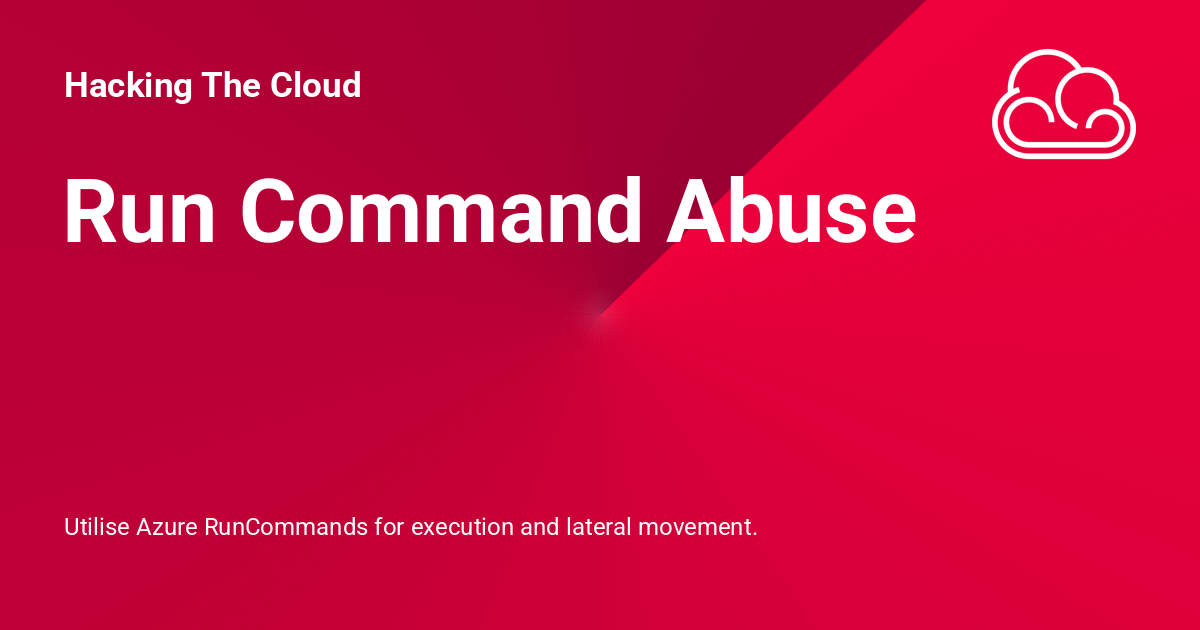 Hacking The Cloud
Run Command Abuse
Utilise Azure RunCommands for execution and lateral movement.